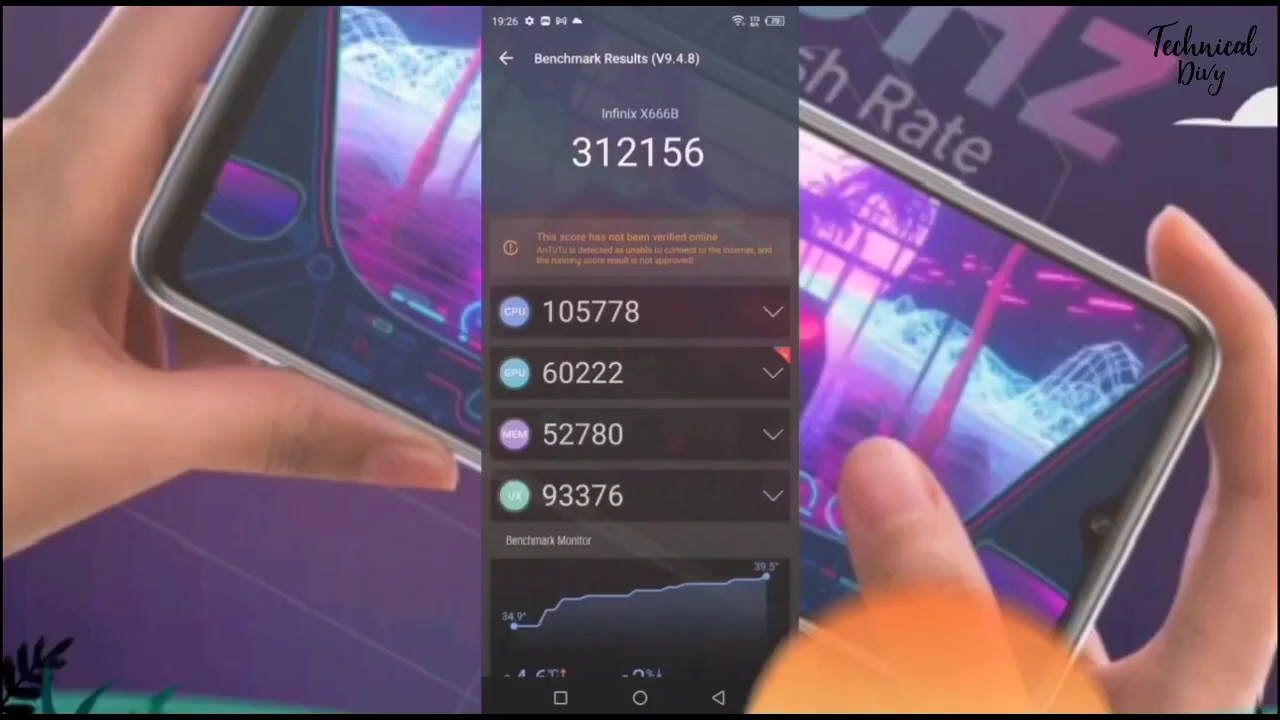 19:26
Benchmark Results (V9.4.8)
Infinix X666B
312156
This score has not been verified online
AnTuTu is detected as unable to connect to the Internet, and
the running score result is not approved!
CPU 105778
GPU 60222
MEM 52780
UX 93376
Benchmark Monitor
39.5°
34.9°
Hz
sh Rate
Technical
Divy